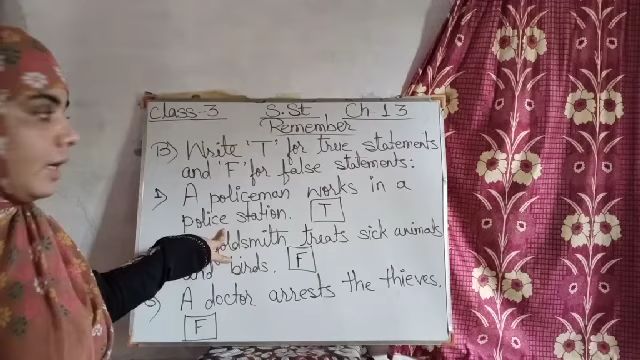 Class-3 S.St Ch 13
Remember
B) Write 'T' for true statements
and 'F' for false statements:
A policeman works in a
police station. T
oldsmith treats sick animals
and birds. F
A doctor arrests the thieves.
F